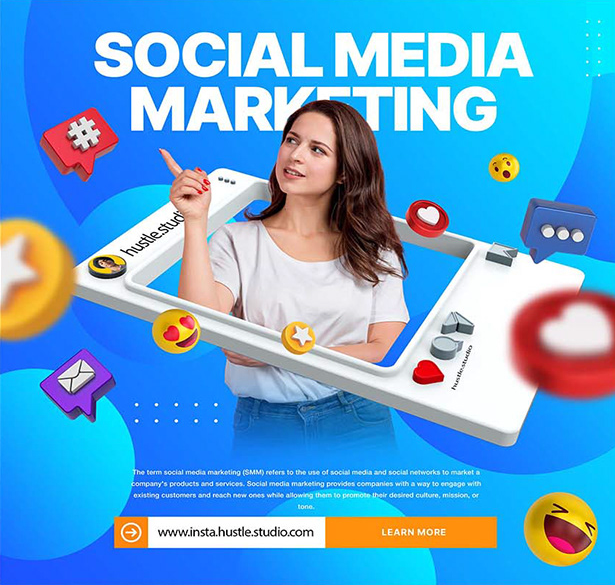 SOCIAL MEDIA
MARKETING
#
hustle.studio
hustle.studio
The term social media marketing (SMM) refers to the use of social media and social networks to market a
company's products and services. Social media marketing provides companies with a way to engage with
existing customers and reach new ones while allowing them to promote their desired culture, mission, or
tone.
www.insta.hustle.studio.com
LEARN MORE